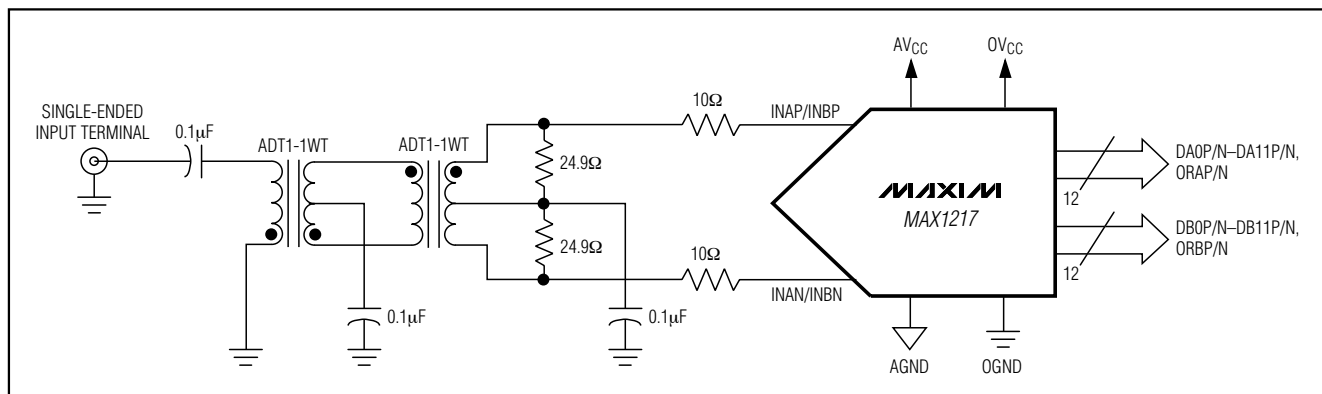 SINGLE-ENDED
INPUT TERMINAL
0.1μF
ADT1-1WT
ADT1-1WT
0.1μF
24.9Ω
24.9Ω
0.1μF
10Ω
10Ω
INAP/INBP
INAN/INBN
AVCC
OVCC
MAXIM
MAX1217
AGND
OGND
12
DA0P/N–DA11P/N,
ORAP/N
12
DB0P/N–DB11P/N,
ORBP/N